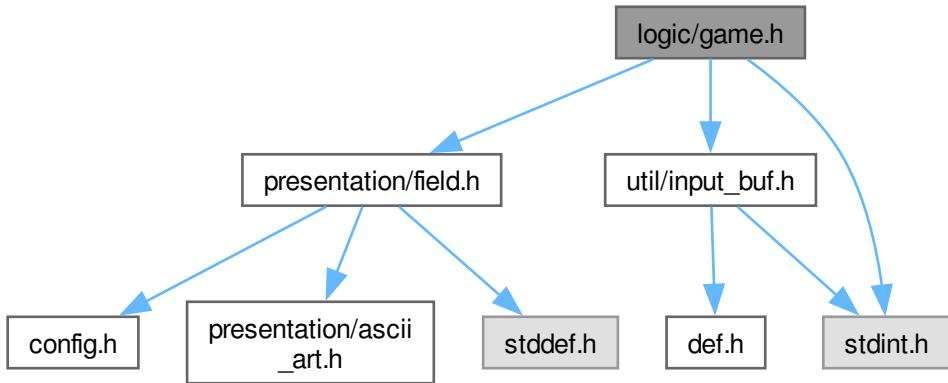 logic/game.h
presentation/field.h
util/input_buf.h
config.h
presentation/ascii
_art.h
stddef.h
def.h
stdint.h